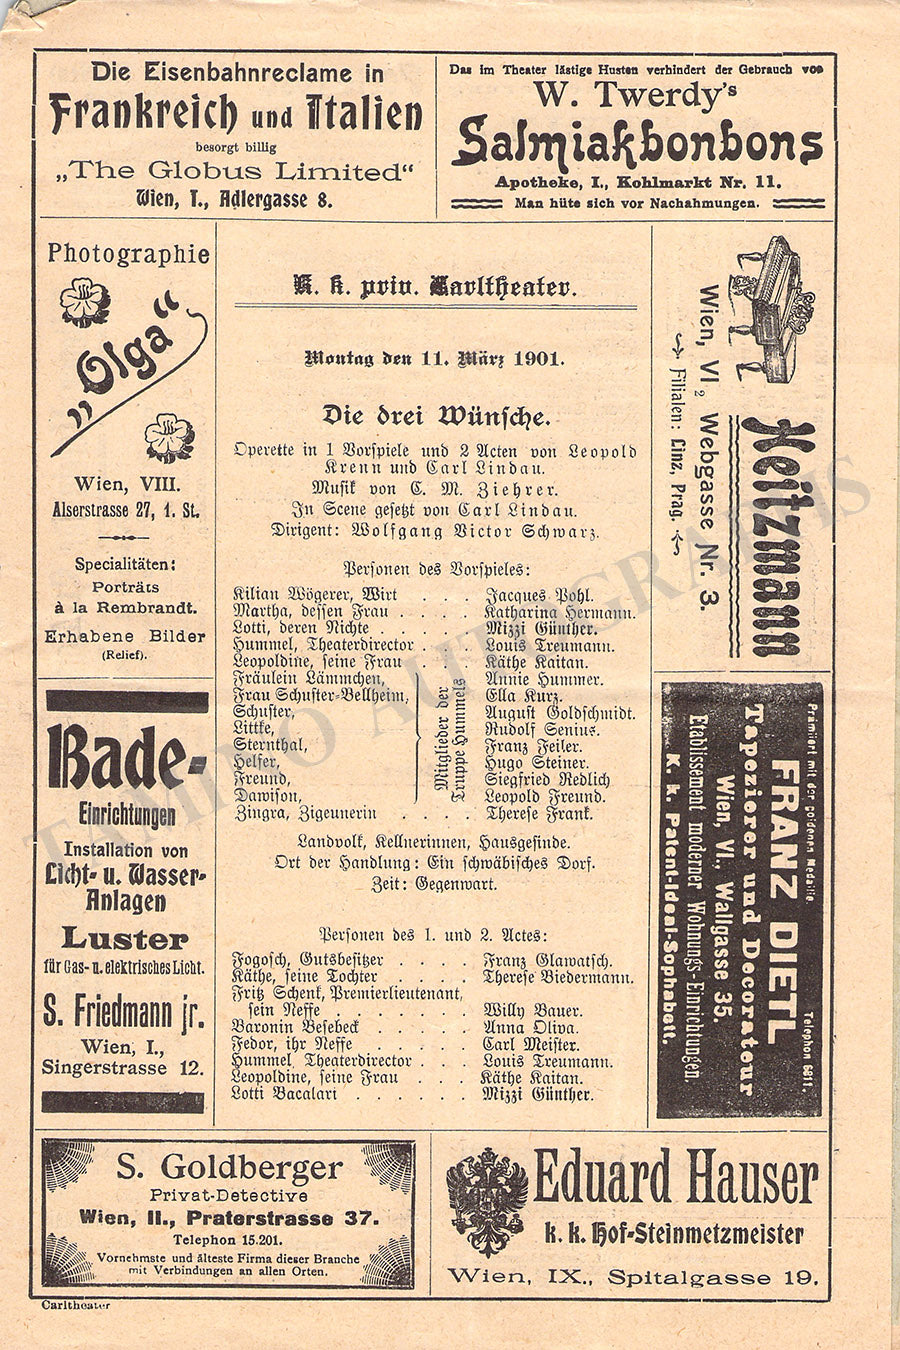 Die Eisenbahnreclame in
Frankreich und Italien
besorgt billig
„The Globus Limited“
Wien, I., Adlergasse 8.
Das im Theater lästige Husten verhindert der Gebrauch von
W. Twerdy's
Salmiakbonbons
Apotheke, I., Kohlmarkt Nr. 11.
Man hüte sich vor Nachahmungen.
Photographie
„Olga“
Wien, VIII.
Alserstrasse 27, 1. St.
Specialitäten:
Porträts
à la Rembrandt.
Erhabene Bilder
(Relief).
Bade-
Einrichtungen
Installation von
Licht- u. Wasser-
Anlagen
Luster
für Gas- u. elektrisches Licht.
S. Friedmann jr.
Wien, I.,
Singerstrasse 12.
K. k. priv. Carltheater.
Montag den 11. März 1901.
Die drei Wünsche.
Operette in 1 Vorspiele und 2 Acten von Leopold
Krenn und Carl Lindau.
Musik von C. M. Ziehrer.
In Scene gesetzt von Carl Lindau.
Dirigent: Wolfgang Victor Schwarz.
Personen des Vorspieles:
Kilian Wögerer, Wirt . . . Jacques Pohl.
Martha, dessen Frau . . . . Katharina Hermann.
Lotti, deren Nichte . . . . . Mizzi Günther.
Hummel, Theaterdirector . . . . Louis Treumann.
Leopoldine, seine Frau . . . . Käthe Kaitan.
Fräulein Lämmchen, Annie Hummer.
Frau Schuster-Bellheim, Ella Kurz.
Schuster, August Goldschmidt.
Littke, Rudolf Senius.
Sternthal, Franz Feiler.
Helfer, Hugo Steiner.
Freund, Siegfried Redlich
Dawison, Leopold Freund.
Mitglieder der
Truppe Hummels
Zingra, Zigeunerin . . . . . Therese Frank.
Landvolk, Kellnerinnen, Hausgesinde.
Ort der Handlung: Ein schwäbisches Dorf.
Zeit: Gegenwart.
Personen des 1. und 2. Actes:
Fogosch, Gutsbesitzer . . . . Franz Glawatsch.
Käthe, seine Tochter . . . . Therese Biedermann.
Fritz Schenk, Premierlieutenant,
sein Neffe . . . . . . . Willy Bauer.
Baronin Besebeck . . . . . Anna Oliva.
Fedor, ihr Neffe . . . . . Carl Meister.
Hummel Theaterdirector . . . Louis Treumann.
Leopoldine, seine Frau . . . Käthe Kaitan.
Lotti Bacalari . . . . . . Mizzi Günther.
Heitzmann
Wien, VI/2 Webgasse Nr. 3.
Filialen: Linz, Prag.
Prämiirt mit der goldenen Medaille. Telephon 6811.
FRANZ DIETL
Tapezierer und Decorateur
Wien, VI., Wallgasse 35.
Etablissement moderner Wohnungs-Einrichtungen.
K. k. Patent-Ideal-Sophabett.
S. Goldberger
Privat-Detective
Wien, II., Praterstrasse 37.
Telephon 15.201.
Vornehmste und älteste Firma dieser Branche
mit Verbindungen an allen Orten.
Eduard Hauser
k. k. Hof-Steinmetzmeister
Wien, IX., Spitalgasse 19.
Carltheater
TAMINO AUTOGRAPHS